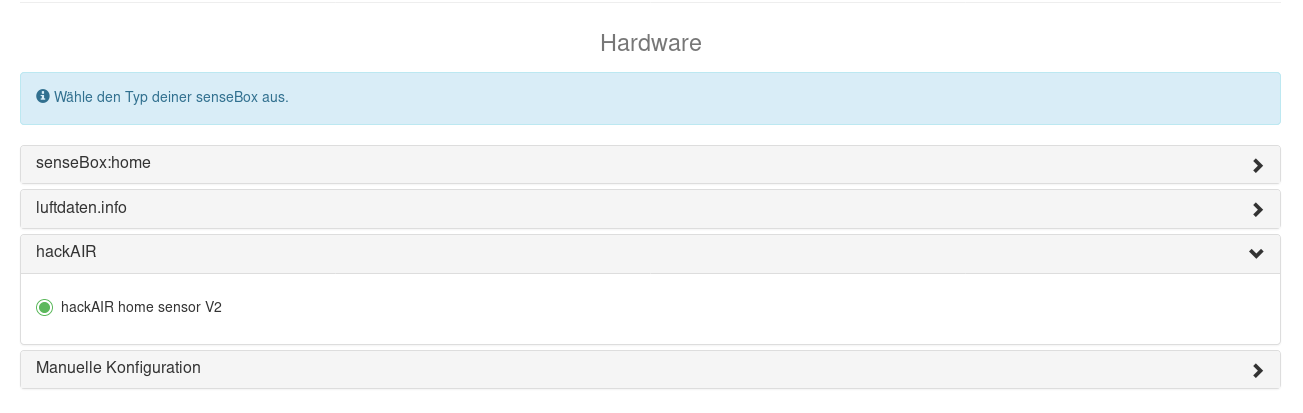 Hardware
Wähle den Typ deiner senseBox aus.
senseBox:home
luftdaten.info
hackAIR
hackAIR home sensor V2
Manuelle Konfiguration